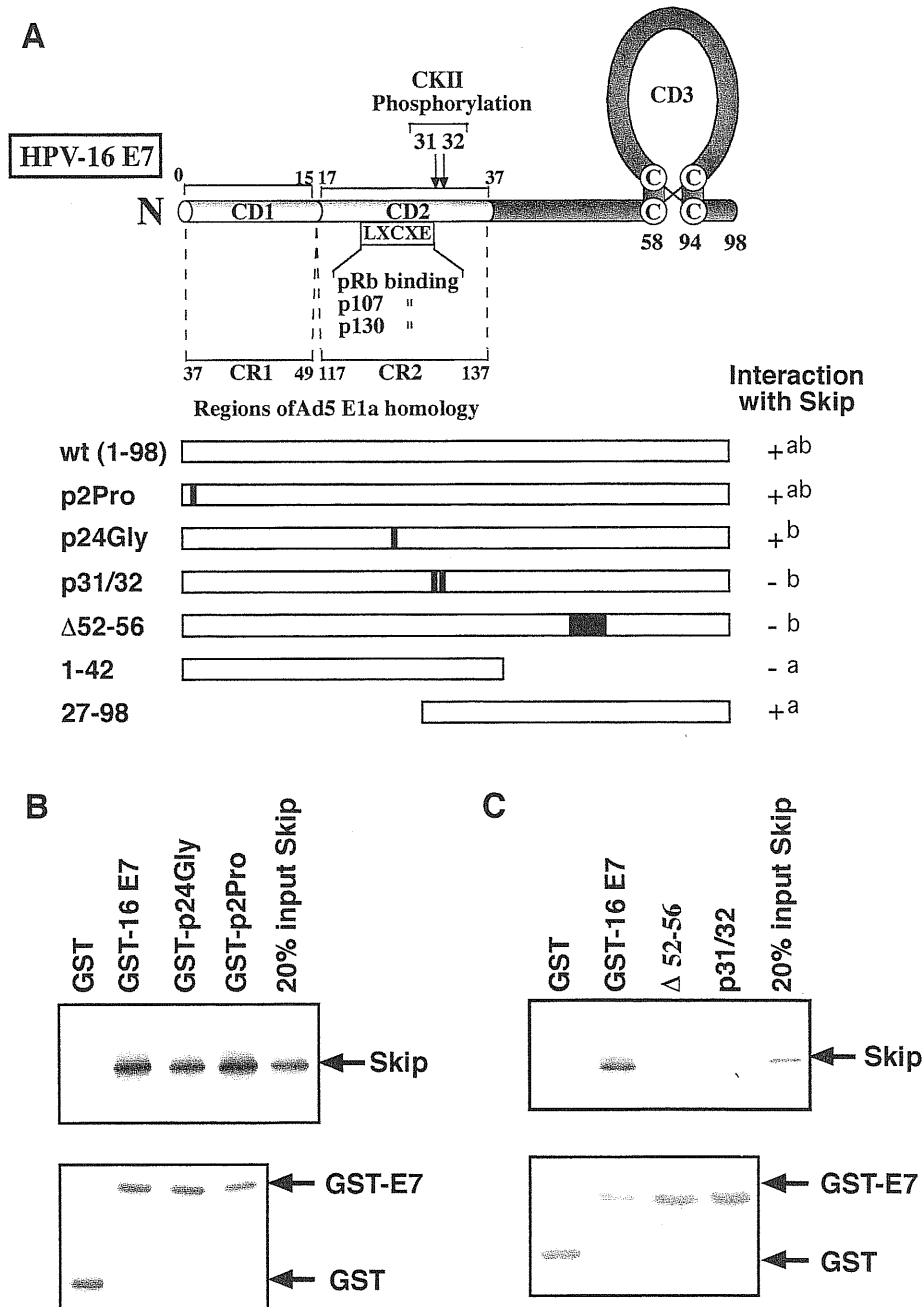 A
CKII
Phosphorylation
31 32
CD3
HPV-16 E7
0 15 17 37
N CD1 CD2 C C
C C
LXCXE
58 94 98
pRb binding
p107 "
p130 "
37 CR1 49 117 CR2 137
Regions ofAd5 E1a homology
Interaction
with Skip
wt (1-98) +ab
p2Pro +ab
p24Gly +b
p31/32 - b
Δ52-56 - b
1-42 - a
27-98 +a
B
GST
GST-16 E7
GST-p24Gly
GST-p2Pro
20% input Skip
Skip
GST-E7
GST
C
GST
GST-16 E7
Δ 52-56
p31/32
20% input Skip
Skip
GST-E7
GST